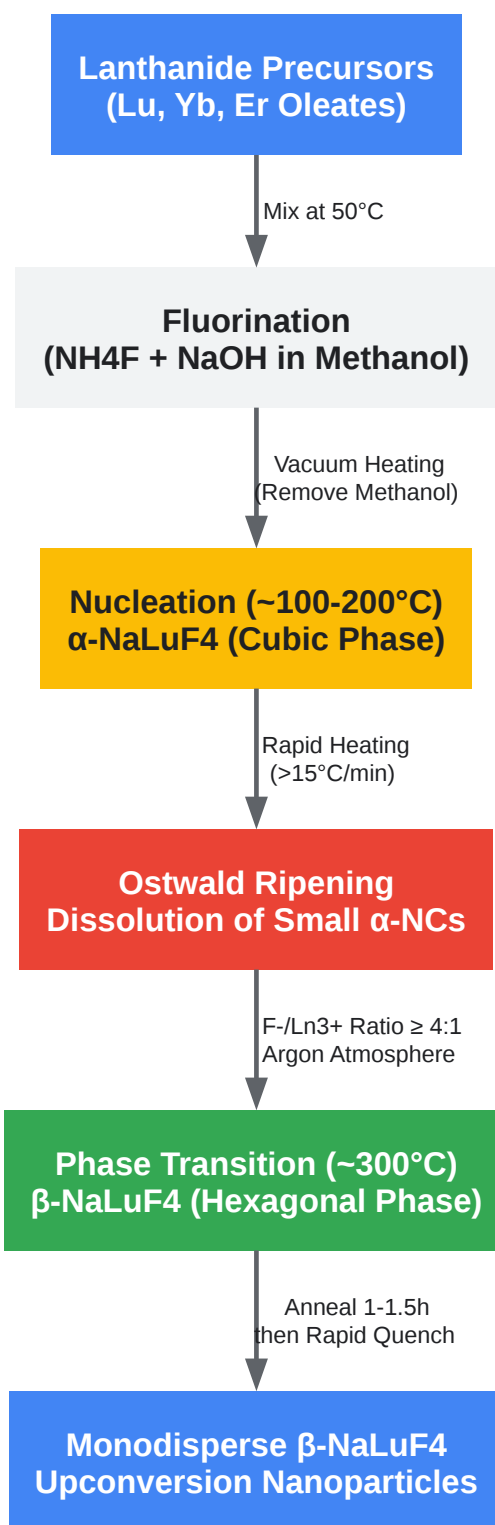 Lanthanide Precursors
(Lu, Yb, Er Oleates)
Mix at 50°C
Fluorination
(NH4F + NaOH in Methanol)
Vacuum Heating
(Remove Methanol)
Nucleation (~100-200°C)
α-NaLuF4 (Cubic Phase)
Rapid Heating
(>15°C/min)
Ostwald Ripening
Dissolution of Small α-NCs
F-/Ln3+ Ratio ≥ 4:1
Argon Atmosphere
Phase Transition (~300°C)
β-NaLuF4 (Hexagonal Phase)
Anneal 1-1.5h
then Rapid Quench
Monodisperse β-NaLuF4
Upconversion Nanoparticles